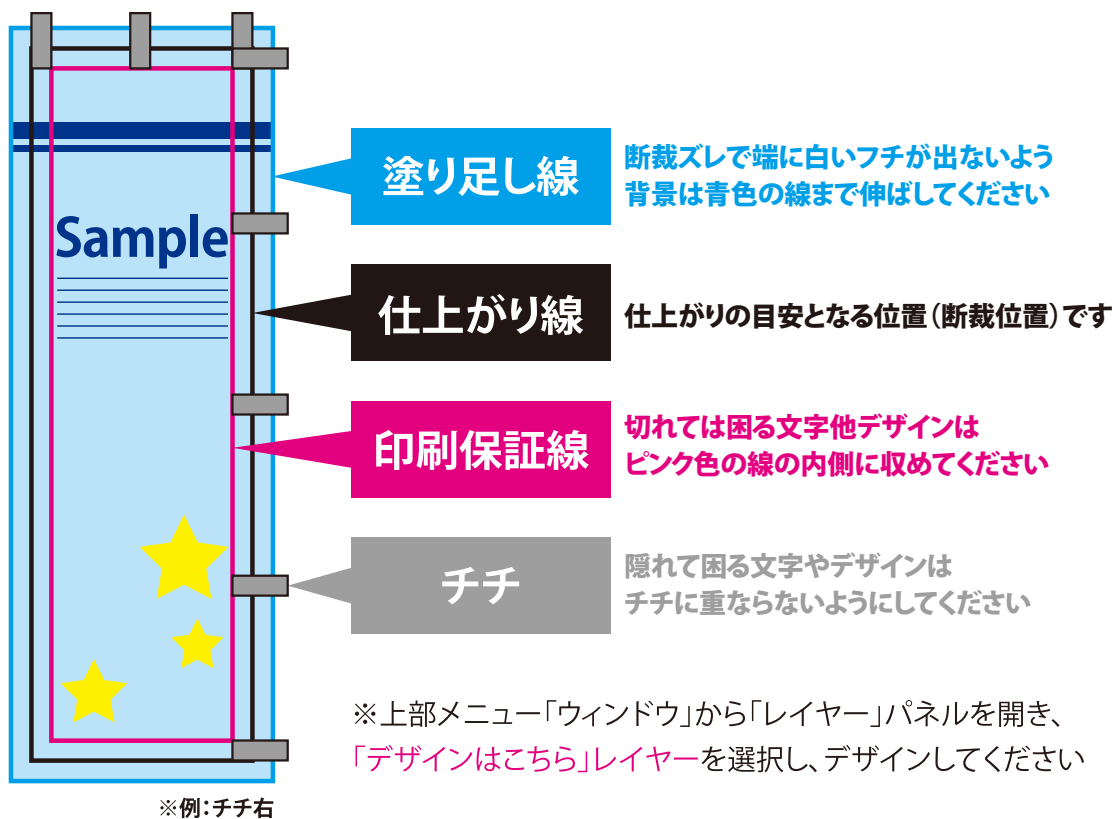 Sample
塗り足し線
断裁ズレで端に白いフチが出ないよう
背景は青色の線まで伸ばしてください
仕上がり線
仕上がりの目安となる位置(断裁位置)です
印刷保証線
切れては困る文字他デザインは
ピンク色の線の内側に収めてください
チチ
隠れて困る文字やデザインは
チチに重ならないようにしてください
※上部メニュー「ウィンドウ」から「レイヤー」パネルを開き、
「デザインはこちら」レイヤーを選択し、デザインしてください
※例:チチ右